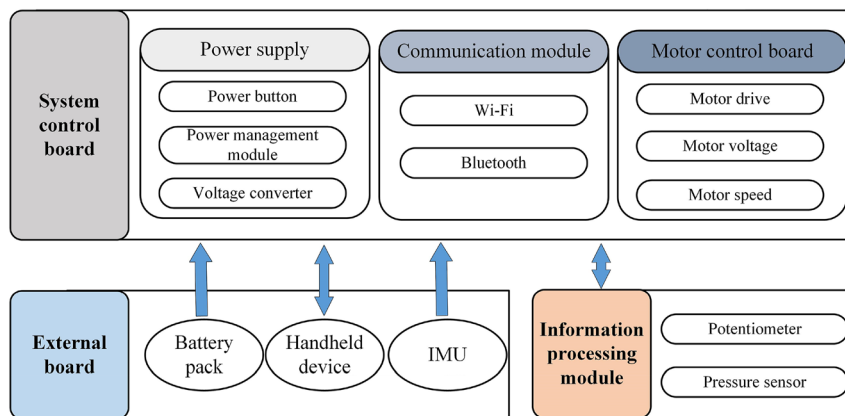 System
control
board
Power supply
Power button
Power management
module
Voltage converter
Communication module
Wi-Fi
Bluetooth
Motor control board
Motor drive
Motor voltage
Motor speed
External
board
Battery
pack
Handheld
device
IMU
Information
processing
module
Potentiometer
Pressure sensor